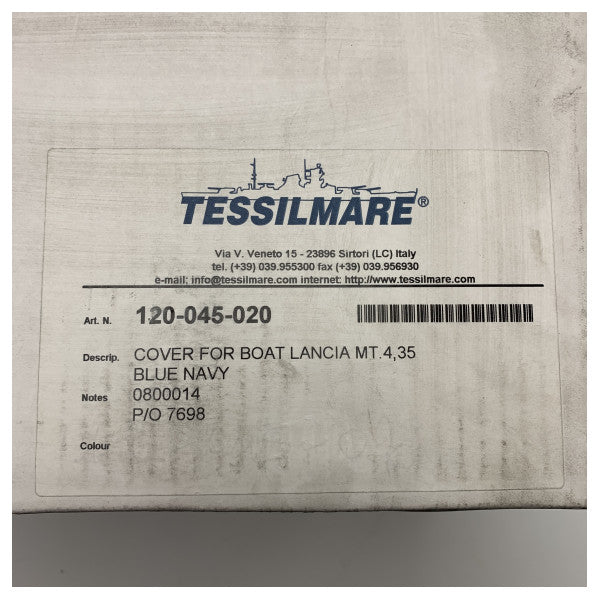 TESSILMARE®
Via V. Veneto 15 - 23896 Sirtori (LC) Italy
tel. (+39) 039.955300 fax (+39) 039.956930
e-mail; info@tessilmare.com internet: http://www.tessilmare.com
Art. N. 120-045-020
Descrip. COVER FOR BOAT LANCIA MT.4,35
BLUE NAVY
Notes 0800014
P/O 7698
Colour